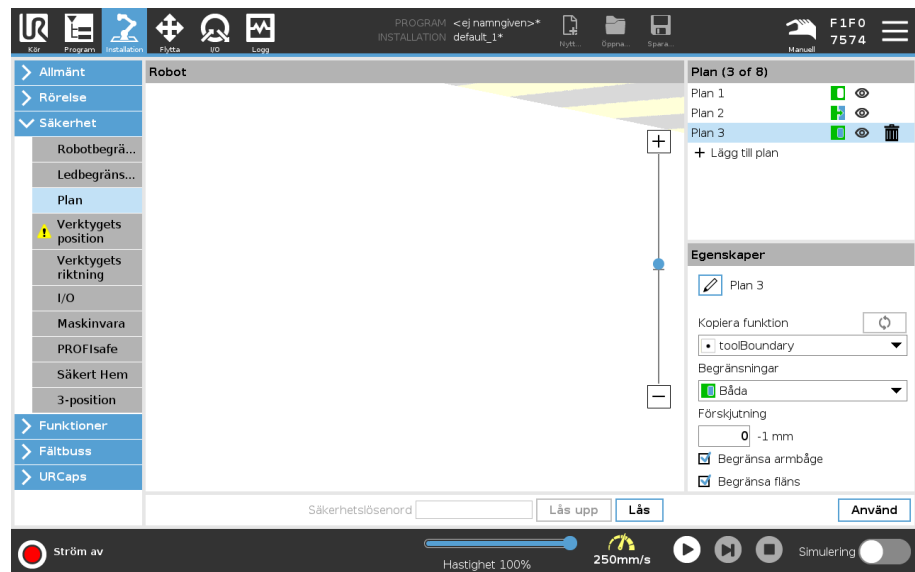 UR
PROGRAM <ej namngiven>*
INSTALLATION default_1*
Kör
Program
Installation
Flytta
I/O
Logg
Nytt...
Öppna...
Spara...
Manuell
F1F0
7574
Allmänt
Rörelse
Säkerhet
Robotbegrä...
Ledbegräns...
Plan
Verktygets
position
Verktygets
riktning
I/O
Maskinvara
PROFIsafe
Säkert Hem
3-position
Funktioner
Fältbuss
URCaps
Robot
Säkerhetslösenord
Lås upp
Lås
Plan (3 of 8)
Plan 1
Plan 2
Plan 3
+ Lägg till plan
Egenskaper
Plan 3
Kopiera funktion
toolBoundary
Begränsningar
Båda
Förskjutning
0 -1 mm
Begränsa armbåge
Begränsa fläns
Använd
Ström av
Hastighet 100%
250mm/s
Simulering